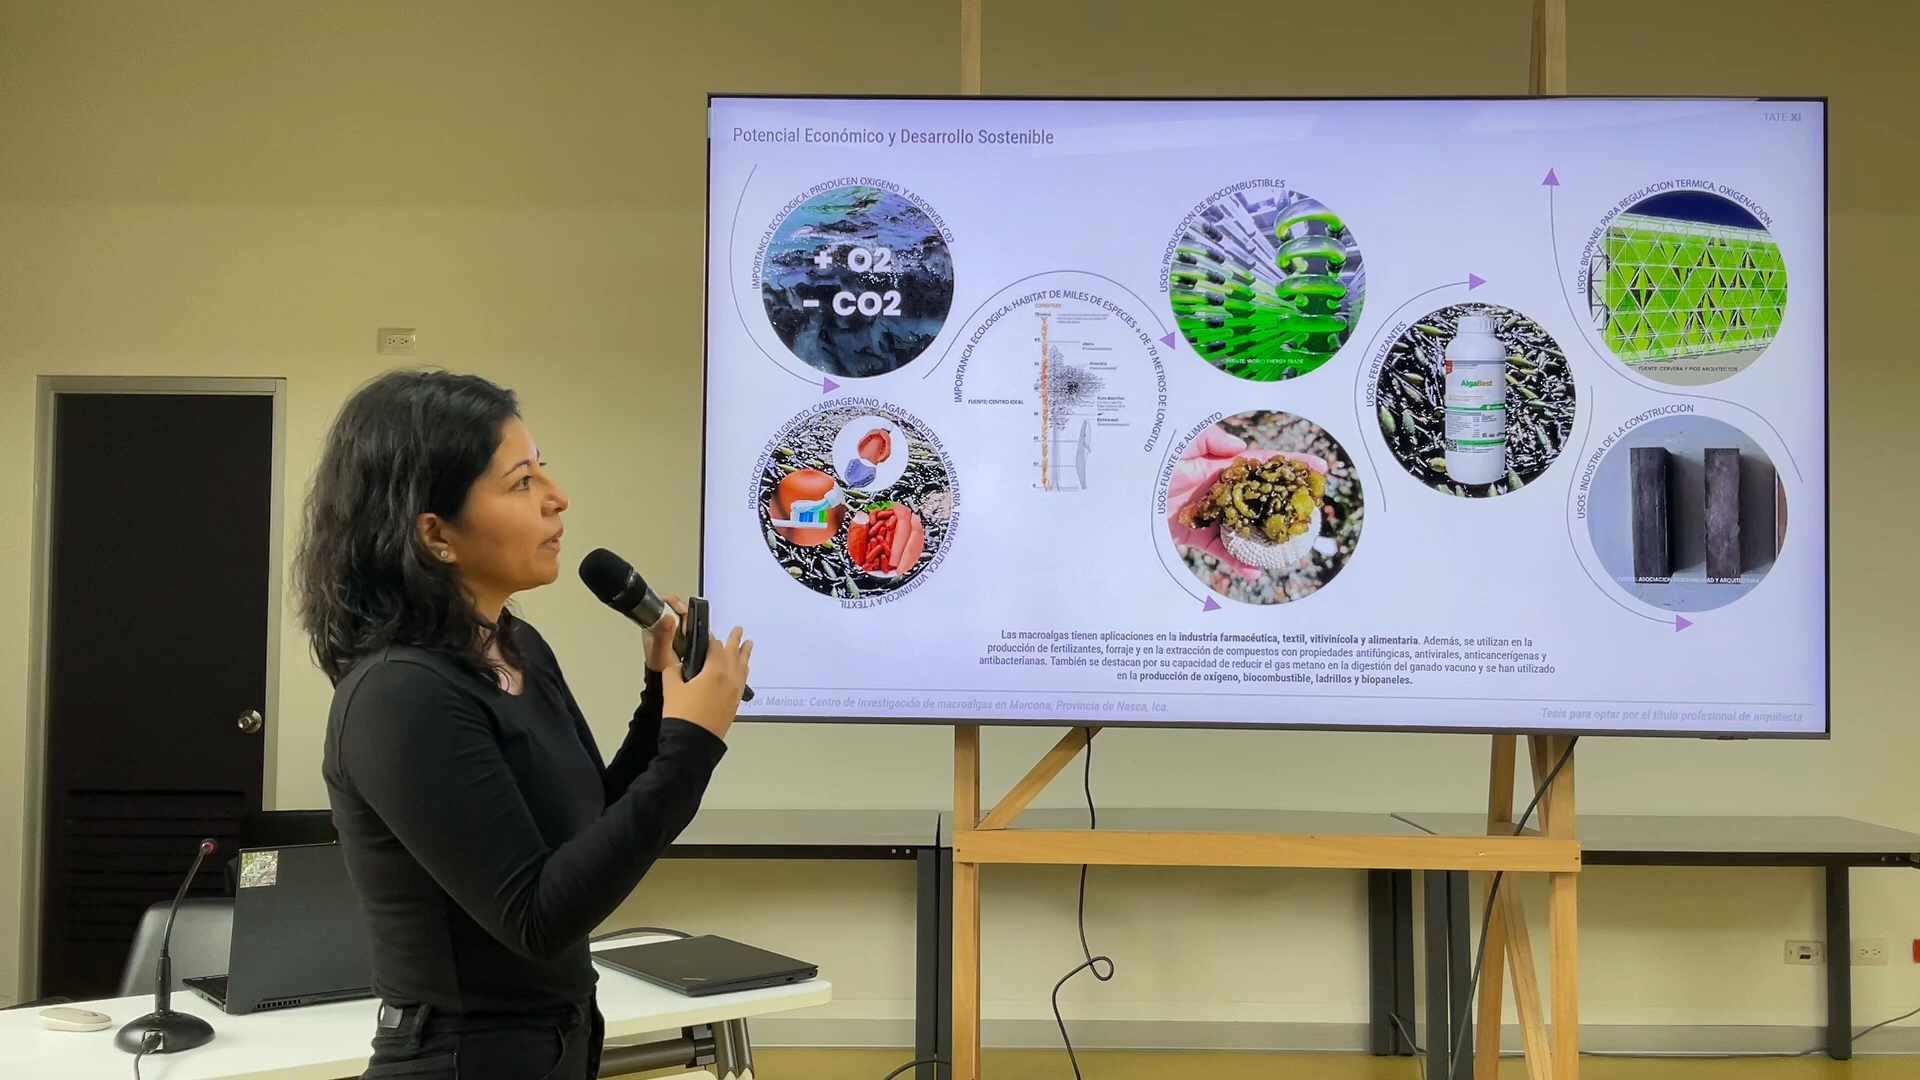 TATE XI
Potencial Económico y Desarrollo Sostenible
IMPORTANCIA ECOLOGICA: PRODUCEN OXIGENO Y ABSORVEN CO2
+ O2
- CO2
PRODUCCION DE ALGINATO, CARRAGENANO, AGAR: INDUSTRIA ALIMENTARIA, FARMACEUTICA, VITIVINICOLA Y TEXTIL
IMPORTANCIA ECOLOGICA: HABITAT DE MILES DE ESPECIES + DE 70 METROS DE LONGITUD
FUENTE: CENTRO IDEAL
USOS: PRODUCCION DE BIOCOMBUSTIBLES
FUENTE: WORLD ENERGY TRADE
USOS: FUENTE DE ALIMENTO
USOS: FERTILIZANTES
AlgaBest
USOS: BIOPANEL PARA REGULACION TERMICA, OXIGENACION
FUENTE: CERVERA Y PIOZ ARQUITECTOS
USOS: INDUSTRIA DE LA CONSTRUCCION
FUENTE: ASOCIACION SUSTENTABILIDAD Y ARQUITECTURA
Las macroalgas tienen aplicaciones en la industria farmacéutica, textil, vitivinícola y alimentaria. Además, se utilizan en la
producción de fertilizantes, forraje y en la extracción de compuestos con propiedades antifúngicas, antivirales, anticancerígenas y
antibacterianas. También se destacan por su capacidad de reducir el gas metano en la digestión del ganado vacuno y se han utilizado
en la producción de oxígeno, biocombustible, ladrillos y biopaneles.
Marinos: Centro de Investigación de macroalgas en Marcona, Provincia de Nasca, Ica.
Tesis para optar por el título profesional de arquitecta